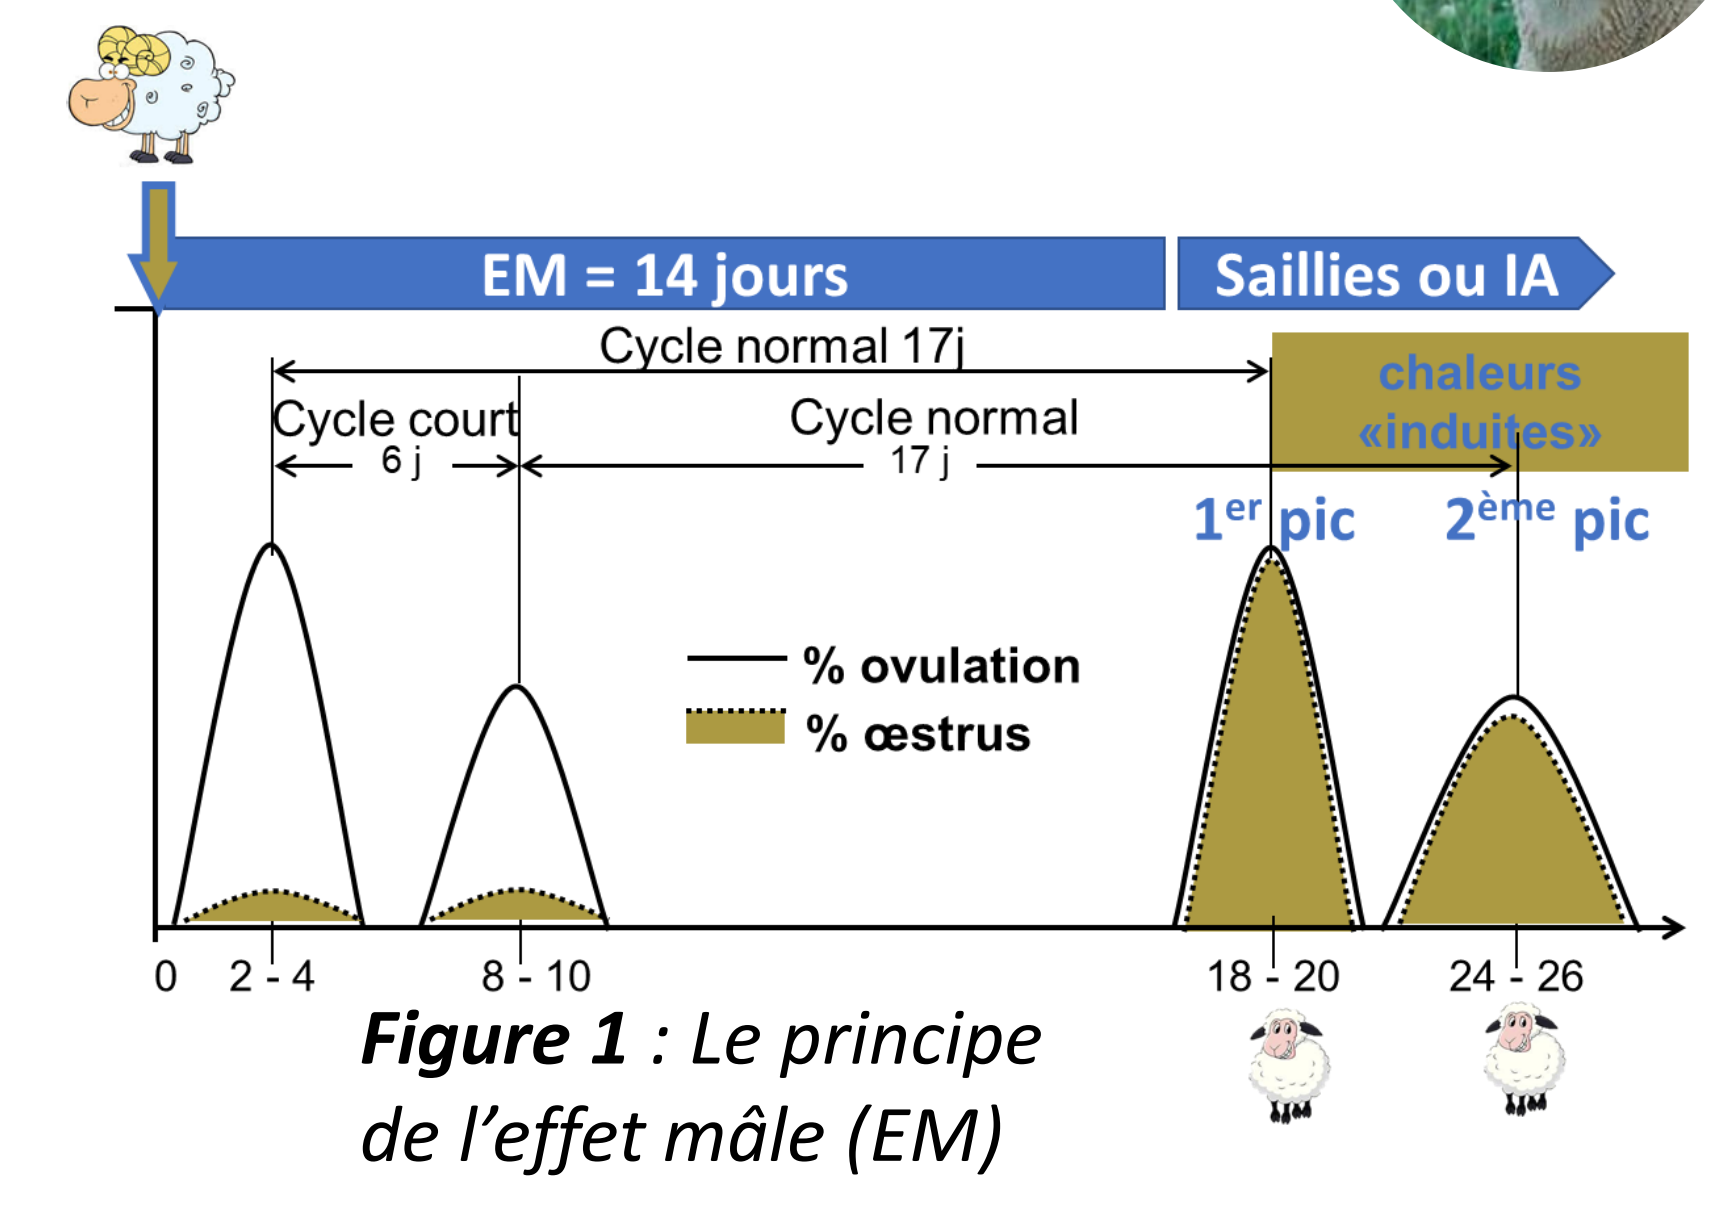 EM = 14 jours
Saillies ou IA
Cycle normal 17j
chaleurs
«induites»
Cycle court
6 j
Cycle normal
17 j
1er pic
2ème pic
% ovulation
% œstrus
0
2 - 4
8 - 10
18 - 20
24 - 26
Figure 1 : Le principe
de l’effet mâle (EM)